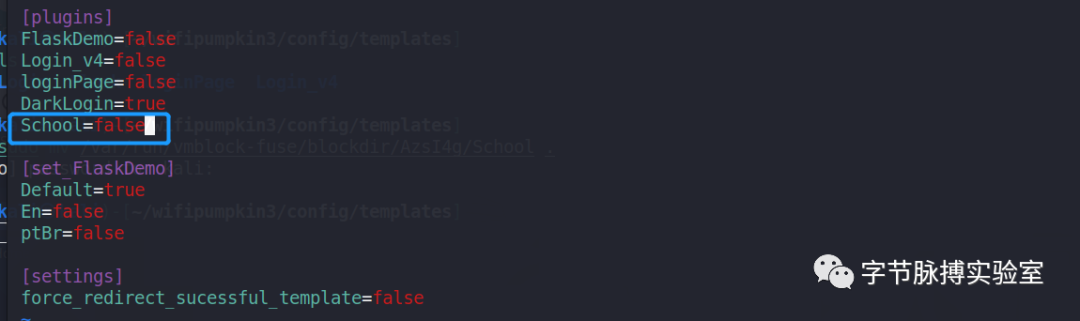 [plugins]
FlaskDemo=false
Login_v4=false
loginPage=false
DarkLogin=true
School=false
[set_FlaskDemo]
Default=true
En=false
ptBr=false
[settings]
force_redirect_sucessful_template=false
~
字节脉搏实验室